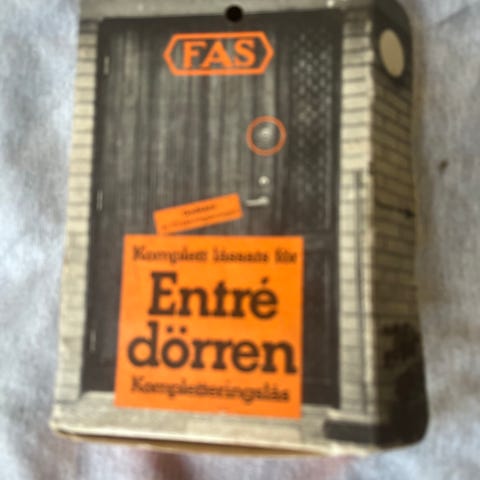 FAS
Komplett låssats för
Entré
dörren
Kompletteringslås